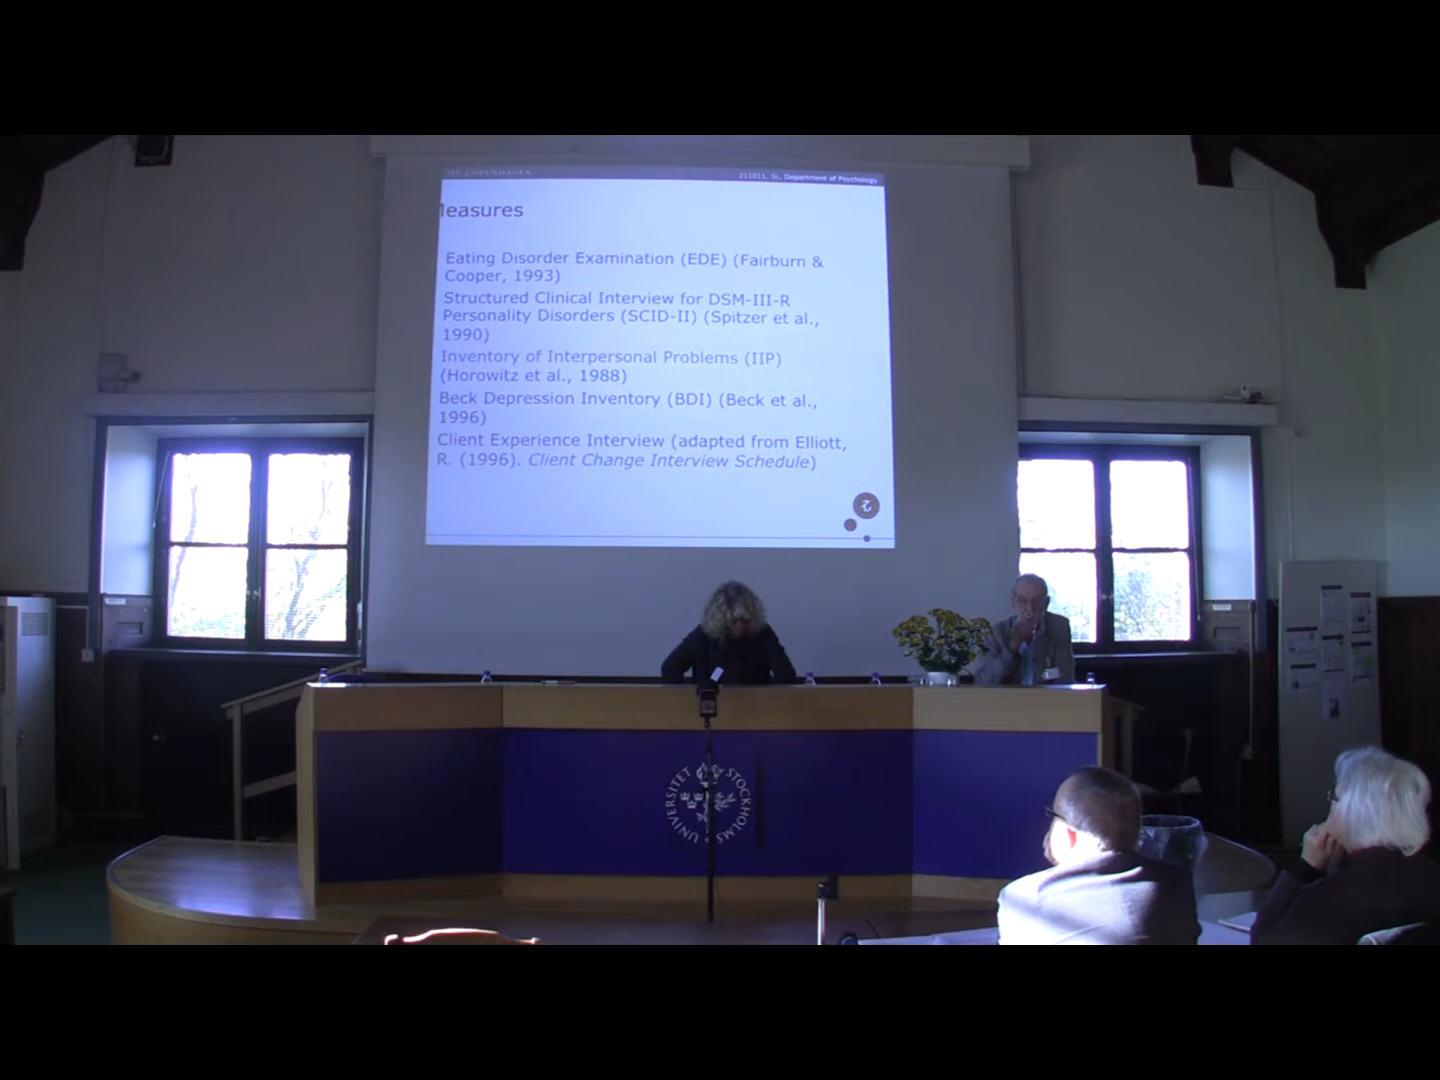 OF COPENHAGEN
211011, SL, Department of Psychology
Measures
Eating Disorder Examination (EDE) (Fairburn &
Cooper, 1993)
Structured Clinical Interview for DSM-III-R
Personality Disorders (SCID-II) (Spitzer et al.,
1990)
Inventory of Interpersonal Problems (IIP)
(Horowitz et al., 1988)
Beck Depression Inventory (BDI) (Beck et al.,
1996)
Client Experience Interview (adapted from Elliott,
R. (1996). Client Change Interview Schedule)
STOCKHOLMS UNIVERSITET